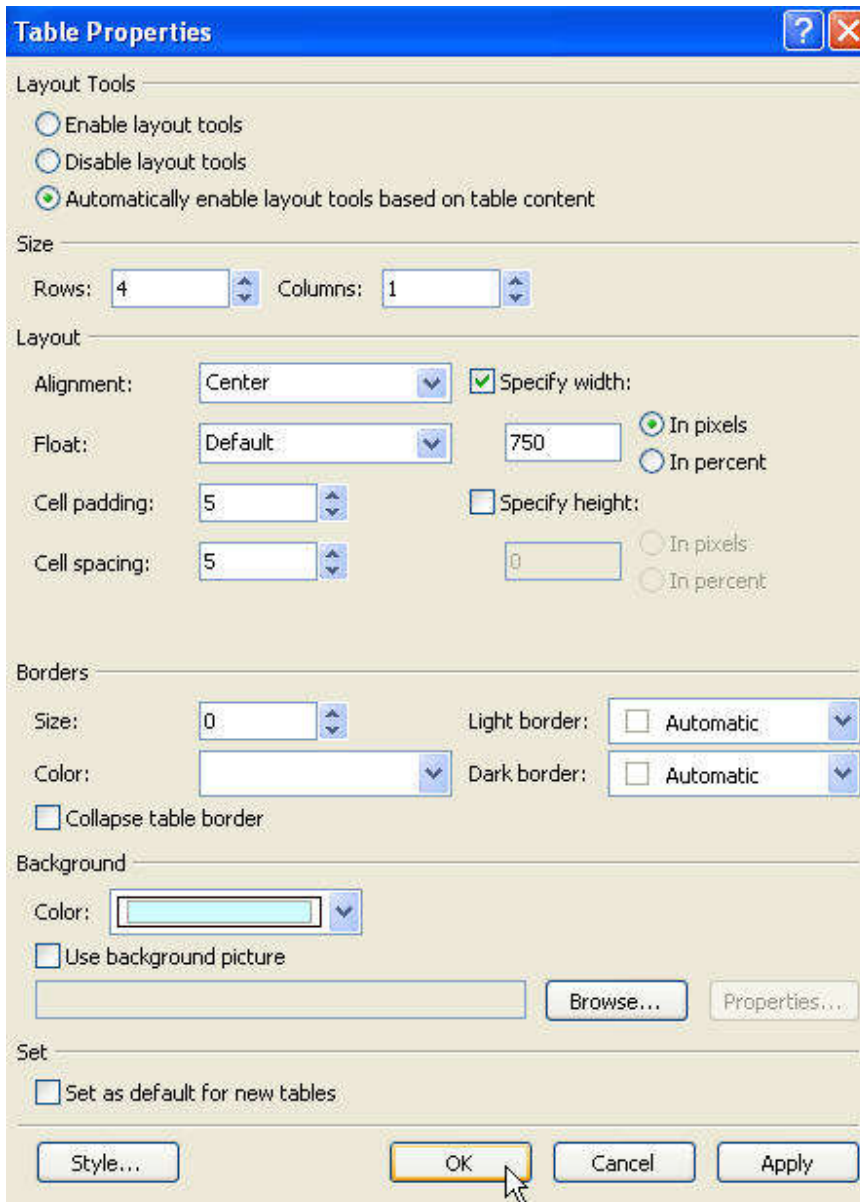 Table Properties
Layout Tools
Enable layout tools
Disable layout tools
Automatically enable layout tools based on table content
Size
Rows: 4 Columns: 1
Layout
Alignment: Center Specify width:
Float: Default 750 In pixels
In percent
Cell padding: 5 Specify height:
Cell spacing: 5 0 In pixels
In percent
Borders
Size: 0 Light border: Automatic
Color: Dark border: Automatic
Collapse table border
Background
Color:
Use background picture
Browse... Properties...
Set
Set as default for new tables
Style... OK Cancel Apply